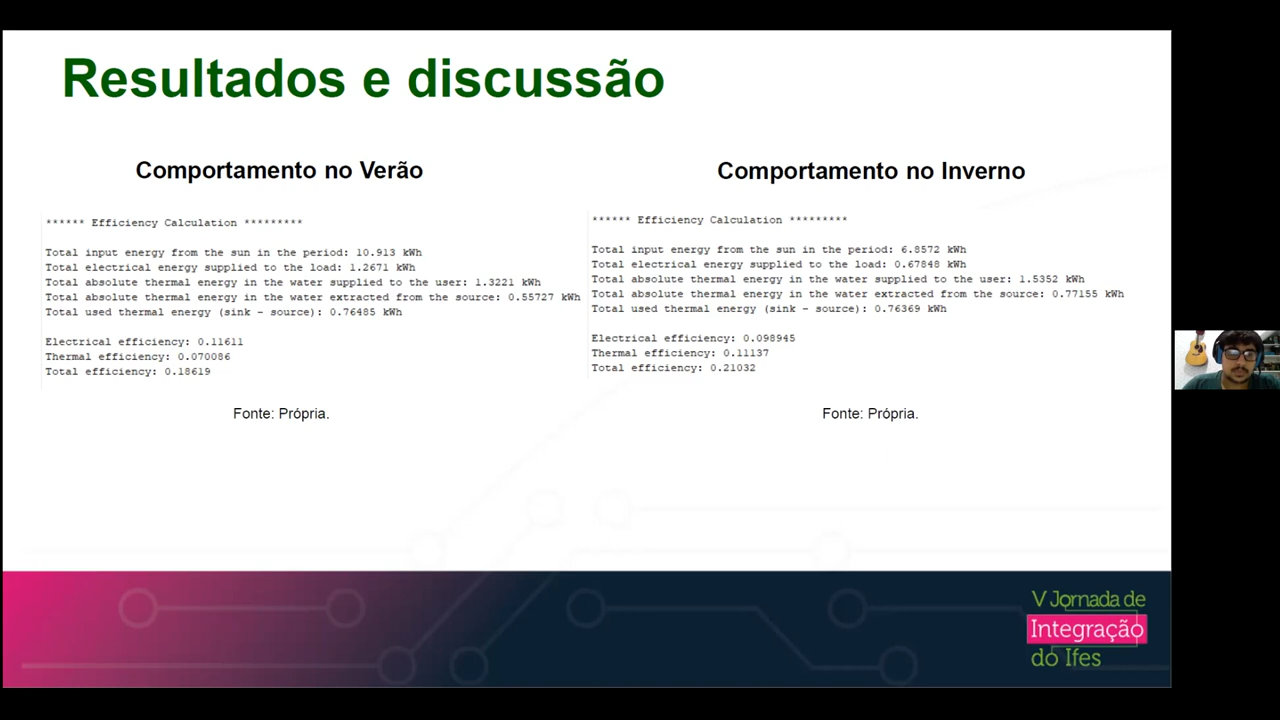 Resultados e discussão
Comportamento no Verão
****** Efficiency Calculation *********
Total input energy from the sun in the period: 10.913 kWh
Total electrical energy supplied to the load: 1.2671 kWh
Total absolute thermal energy in the water supplied to the user: 1.3221 kWh
Total absolute thermal energy in the water extracted from the source: 0.55727 kWh
Total used thermal energy (sink - source): 0.76485 kWh
Electrical efficiency: 0.11611
Thermal efficiency: 0.070086
Total efficiency: 0.18619
Fonte: Própria.
Comportamento no Inverno
****** Efficiency Calculation *********
Total input energy from the sun in the period: 6.8572 kWh
Total electrical energy supplied to the load: 0.67848 kWh
Total absolute thermal energy in the water supplied to the user: 1.5352 kWh
Total absolute thermal energy in the water extracted from the source: 0.77155 kWh
Total used thermal energy (sink - source): 0.76369 kWh
Electrical efficiency: 0.098945
Thermal efficiency: 0.11137
Total efficiency: 0.21032
Fonte: Própria.
V Jornada de
Integração
do Ifes